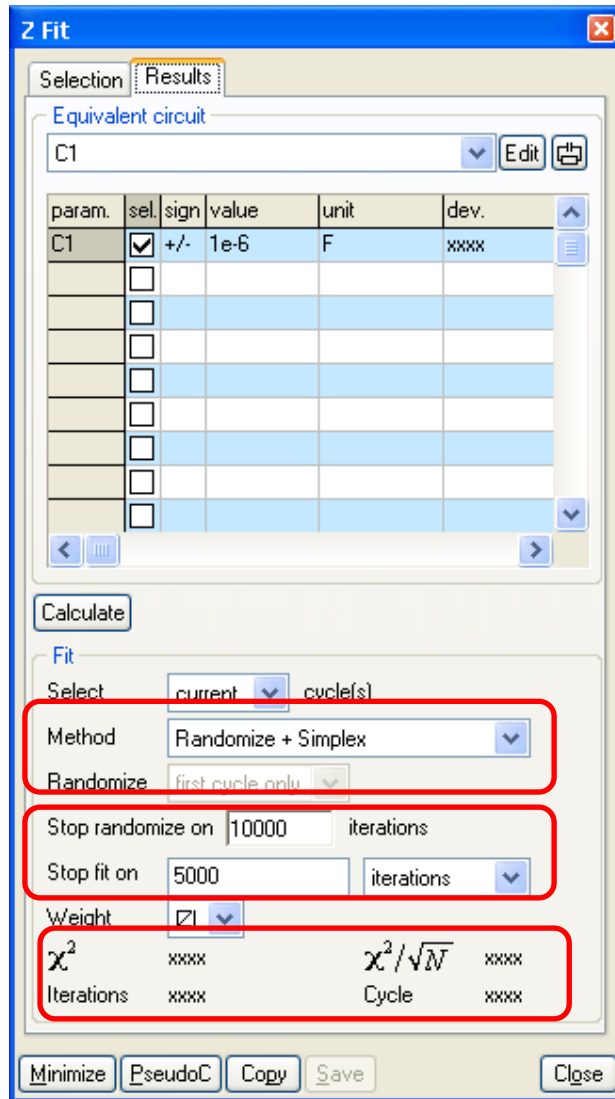 Z Fit
Selection Results
Equivalent circuit
C1 Edit
param. sel. sign value unit dev.
C1 +/- 1e-6 F xxxx
Calculate
Fit
Select current cycle(s)
Method Randomize + Simplex
Randomize first cycle only
Stop randomize on 10000 iterations
Stop fit on 5000 iterations
Weight |Z|
χ² xxxx χ²/√N xxxx
Iterations xxxx Cycle xxxx
Minimize PseudoC Copy Save Close